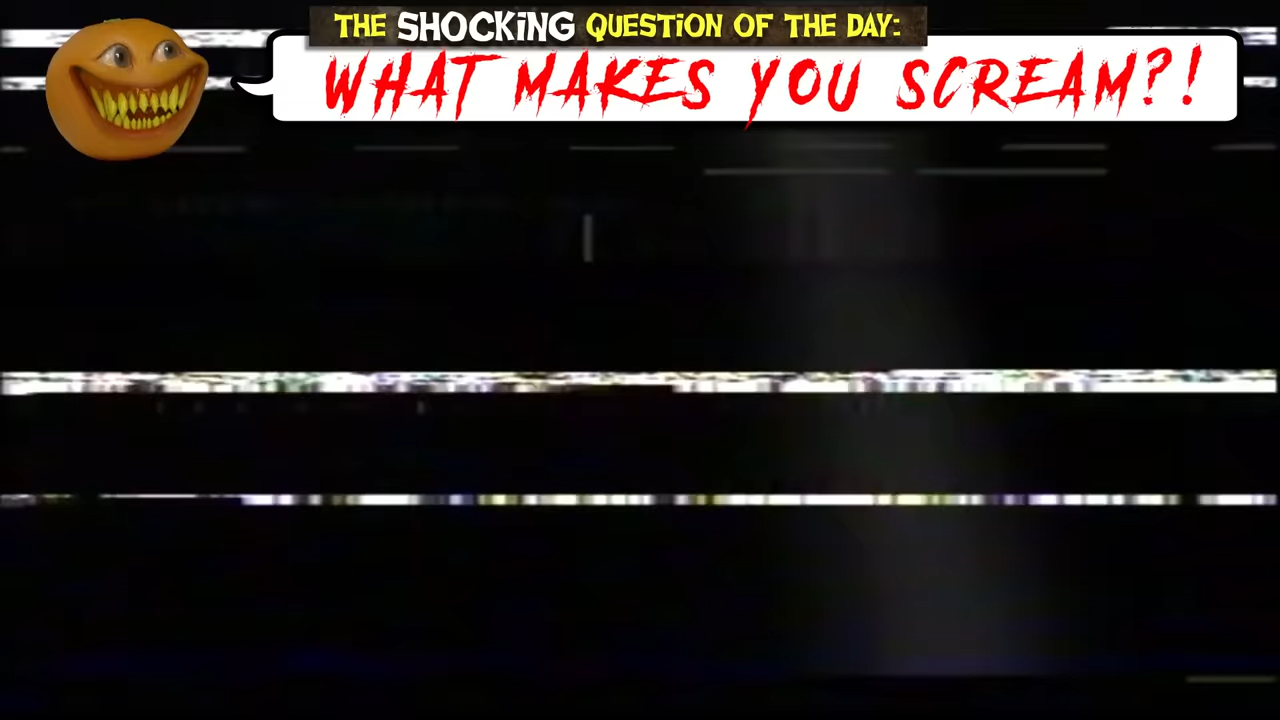 THE SHOCKING QUESTION OF THE DAY:
WHAT MAKES YOU SCREAM?!